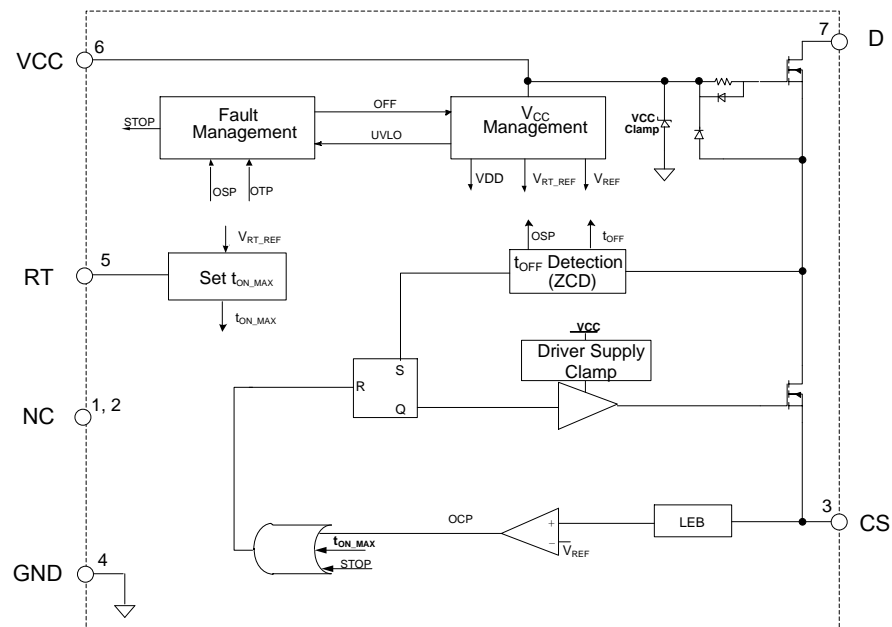 7
D
6
VCC
Fault
Management
OFF
UVLO
STOP
OSP
OTP
VCC
Management
VDD
VRT_REF
VREF
VCC
Clamp
VRT_REF
5
RT
Set tON_MAX
tON_MAX
OSP
tOFF
tOFF Detection
(ZCD)
VCC
Driver Supply
Clamp
S
R
Q
1, 2
NC
3
CS
LEB
+
−
VREF
OCP
tON_MAX
STOP
4
GND